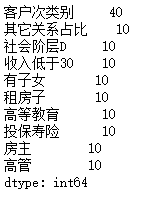 客户次类别 40
其它关系占比 10
社会阶层D 10
收入低于30 10
有子女 10
租房子 10
高等教育 10
投保寿险 10
房主 10
高管 10
dtype: int64